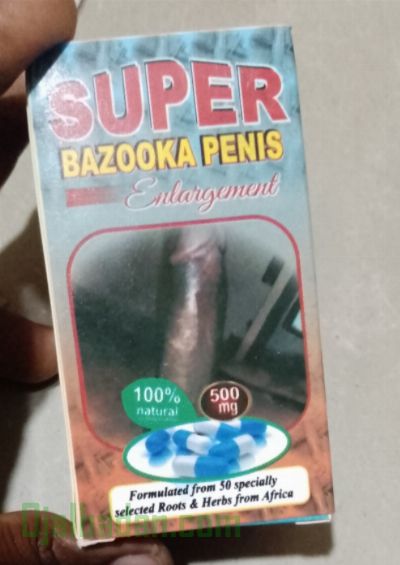 SUPER
BAZOOKA PENIS
Enlargement
100%
natural
500
mg
Formulated from 50 specially
selected Roots & Herbs from Africa